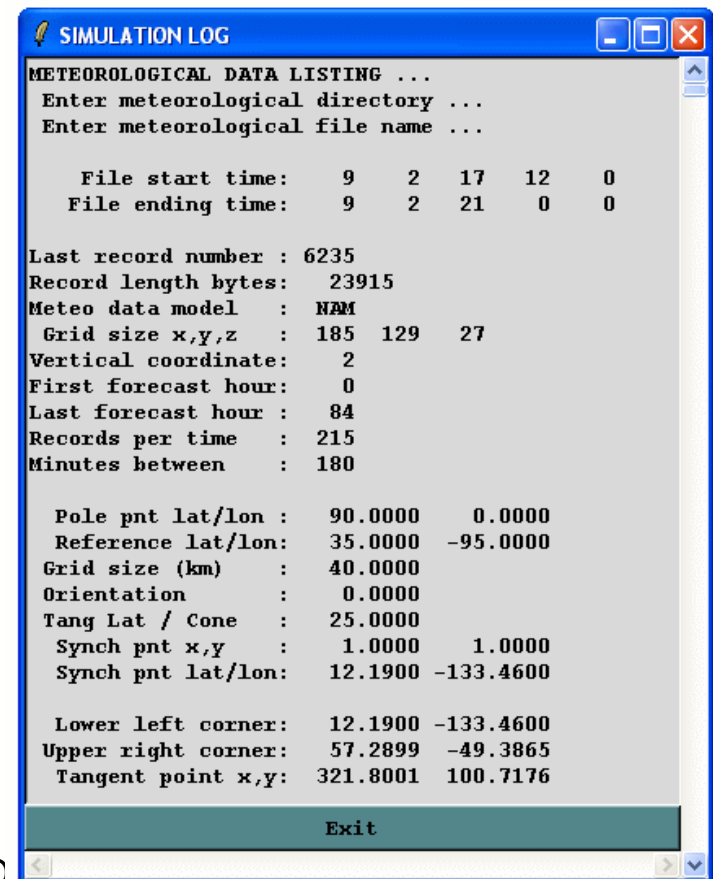 SIMULATION LOG
METEOROLOGICAL DATA LISTING ...
Enter meteorological directory ...
Enter meteorological file name ...
File start time: 9 2 17 12 0
File ending time: 9 2 21 0 0
Last record number : 6235
Record length bytes: 23915
Meteo data model : NAM
Grid size x,y,z : 185 129 27
Vertical coordinate: 2
First forecast hour: 0
Last forecast hour : 84
Records per time : 215
Minutes between : 180
Pole pnt lat/lon : 90.0000 0.0000
Reference lat/lon: 35.0000 -95.0000
Grid size (km) : 40.0000
Orientation : 0.0000
Tang Lat / Cone : 25.0000
Synch pnt x,y : 1.0000 1.0000
Synch pnt lat/lon: 12.1900 -133.4600
Lower left corner: 12.1900 -133.4600
Upper right corner: 57.2899 -49.3865
Tangent point x,y: 321.8001 100.7176
Exit